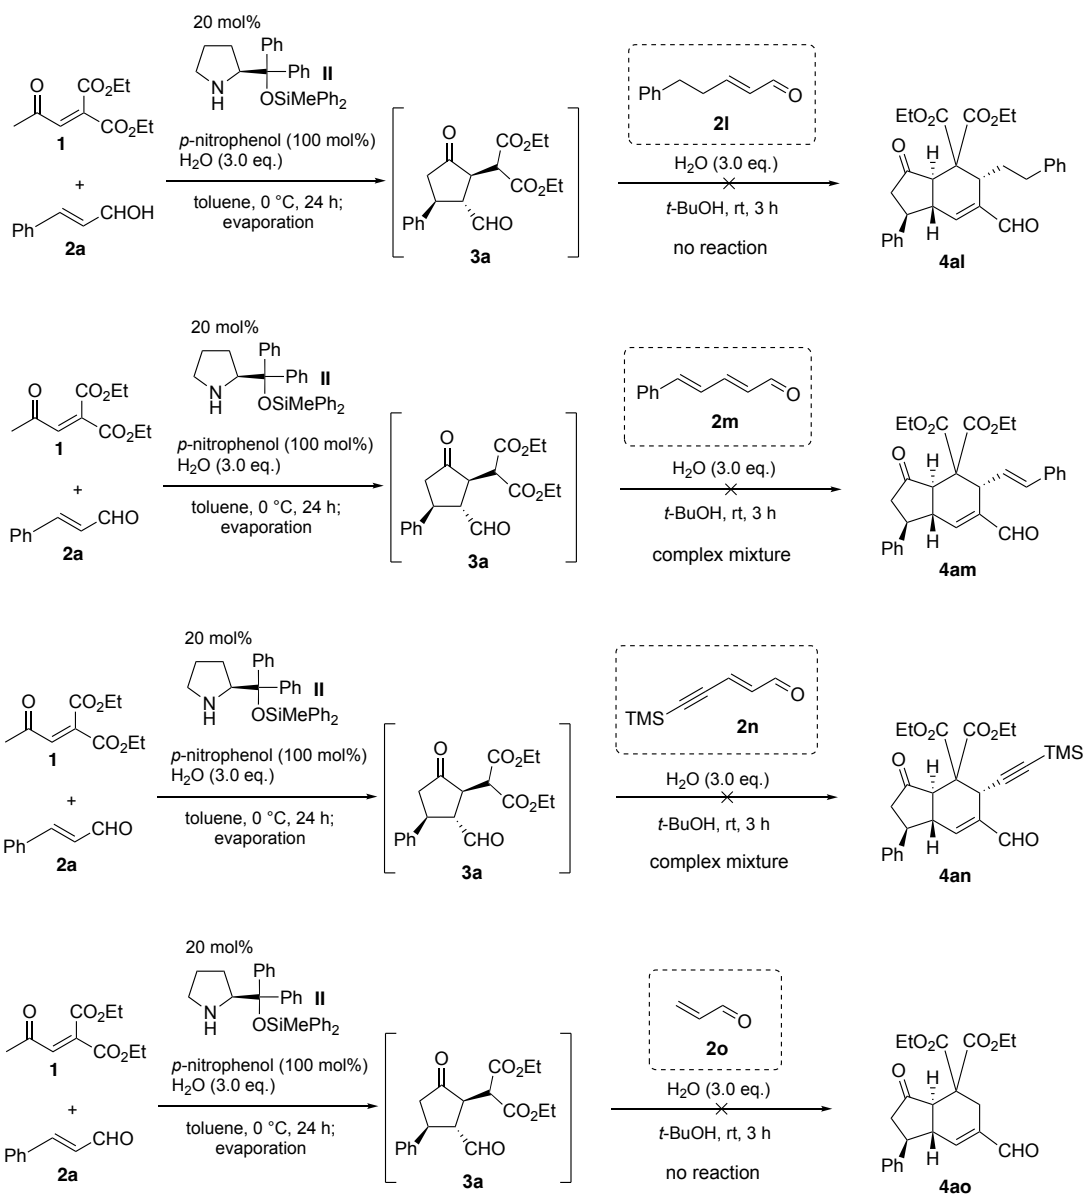 20 mol%
Ph
Ph II
N
H
OSiMePh2
O
CO2Et
CO2Et
1
+
Ph
CHOH
2a
p-nitrophenol (100 mol%)
H2O (3.0 eq.)
toluene, 0 °C, 24 h;
evaporation
O
CO2Et
CO2Et
Ph
CHO
3a
Ph
O
2l
H2O (3.0 eq.)
t-BuOH, rt, 3 h
no reaction
EtO2C
CO2Et
O
H
Ph
Ph
H
CHO
4al
20 mol%
Ph
Ph II
N
H
OSiMePh2
O
CO2Et
CO2Et
1
+
Ph
CHO
2a
p-nitrophenol (100 mol%)
H2O (3.0 eq.)
toluene, 0 °C, 24 h;
evaporation
O
CO2Et
CO2Et
Ph
CHO
3a
Ph
O
2m
H2O (3.0 eq.)
t-BuOH, rt, 3 h
complex mixture
EtO2C
CO2Et
O
H
Ph
Ph
H
CHO
4am
20 mol%
Ph
Ph II
N
H
OSiMePh2
O
CO2Et
CO2Et
1
+
Ph
CHO
2a
p-nitrophenol (100 mol%)
H2O (3.0 eq.)
toluene, 0 °C, 24 h;
evaporation
O
CO2Et
CO2Et
Ph
CHO
3a
O
TMS
2n
H2O (3.0 eq.)
t-BuOH, rt, 3 h
complex mixture
EtO2C
CO2Et
O
H
TMS
Ph
H
CHO
4an
20 mol%
Ph
Ph II
N
H
OSiMePh2
O
CO2Et
CO2Et
1
+
Ph
CHO
2a
p-nitrophenol (100 mol%)
H2O (3.0 eq.)
toluene, 0 °C, 24 h;
evaporation
O
CO2Et
CO2Et
Ph
CHO
3a
O
2o
H2O (3.0 eq.)
t-BuOH, rt, 3 h
no reaction
EtO2C
CO2Et
O
H
Ph
H
CHO
4ao